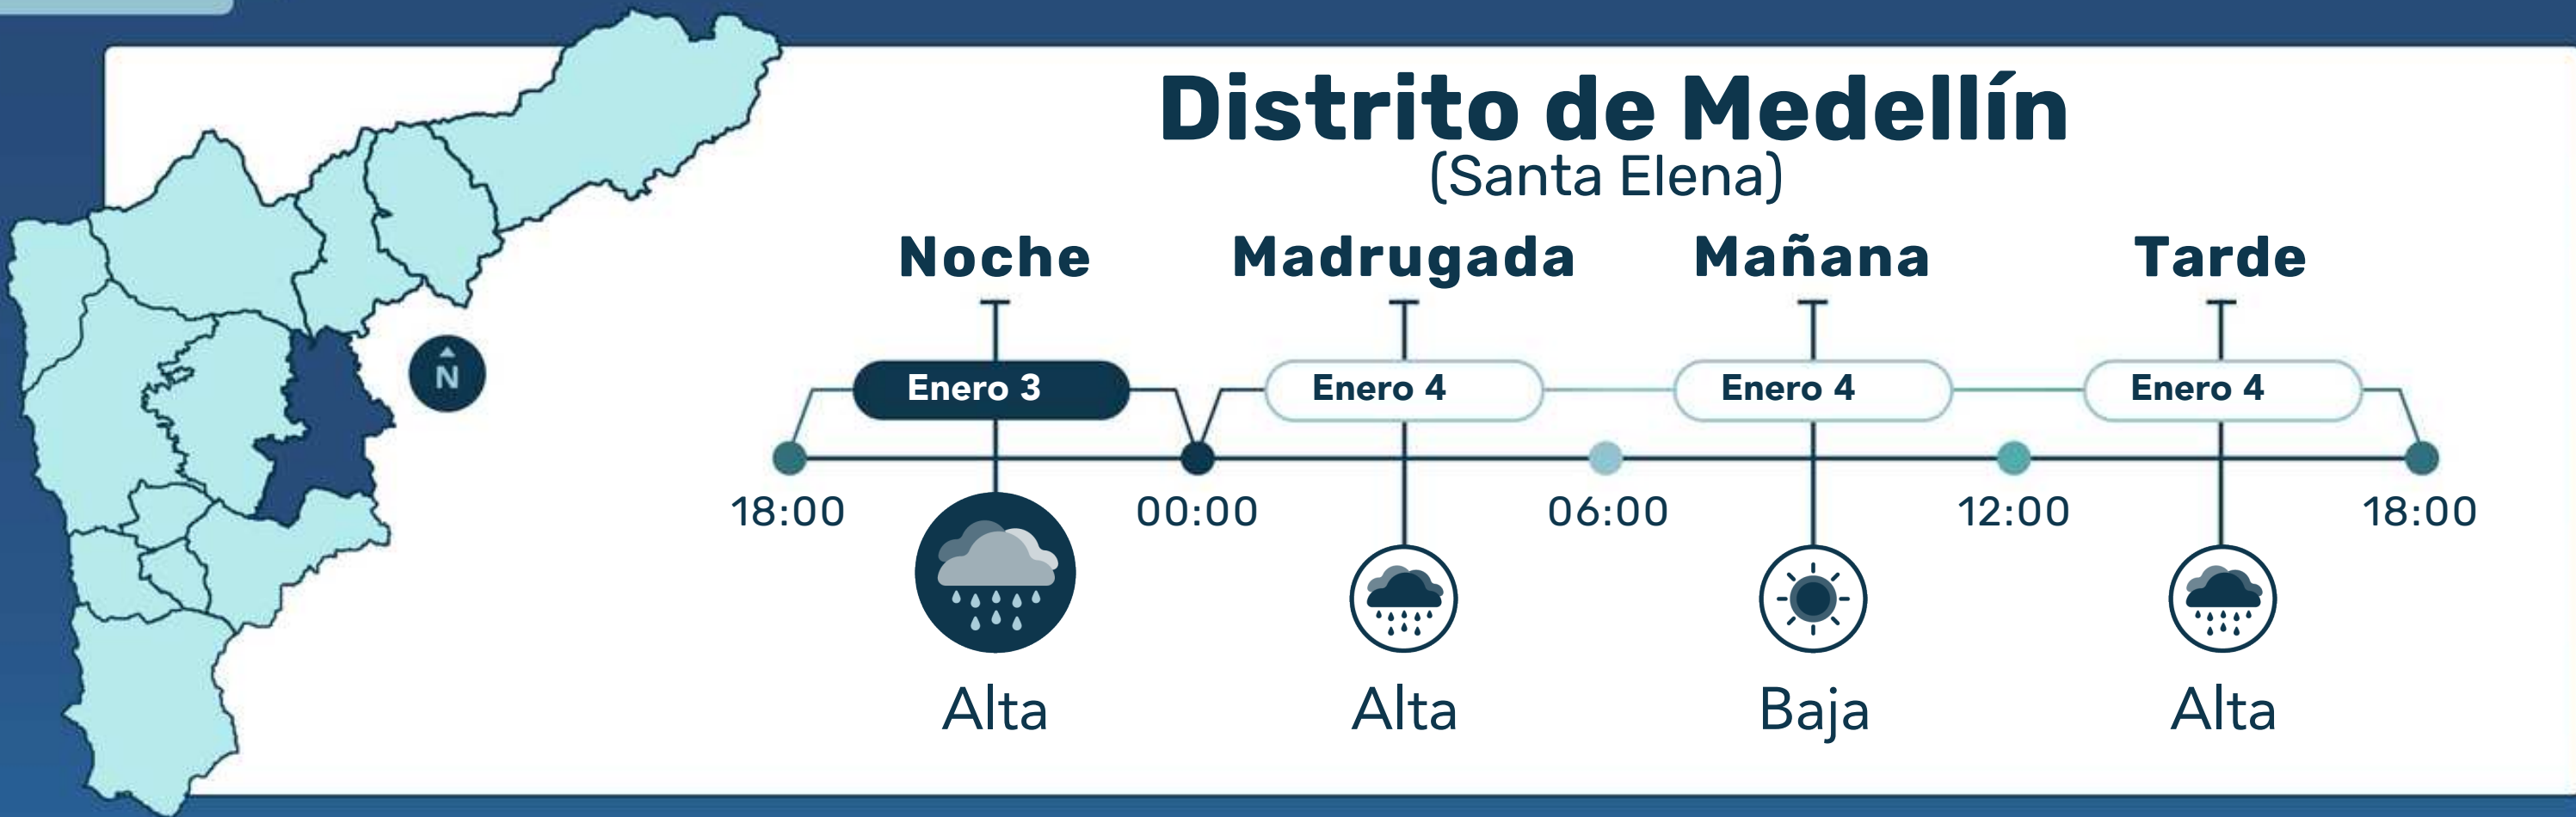 Distrito de Medellín
(Santa Elena)
Noche Madrugada Mañana Tarde
Enero 3 Enero 4 Enero 4 Enero 4
N
18:00 00:00 06:00 12:00 18:00
Alta Alta Baja Alta